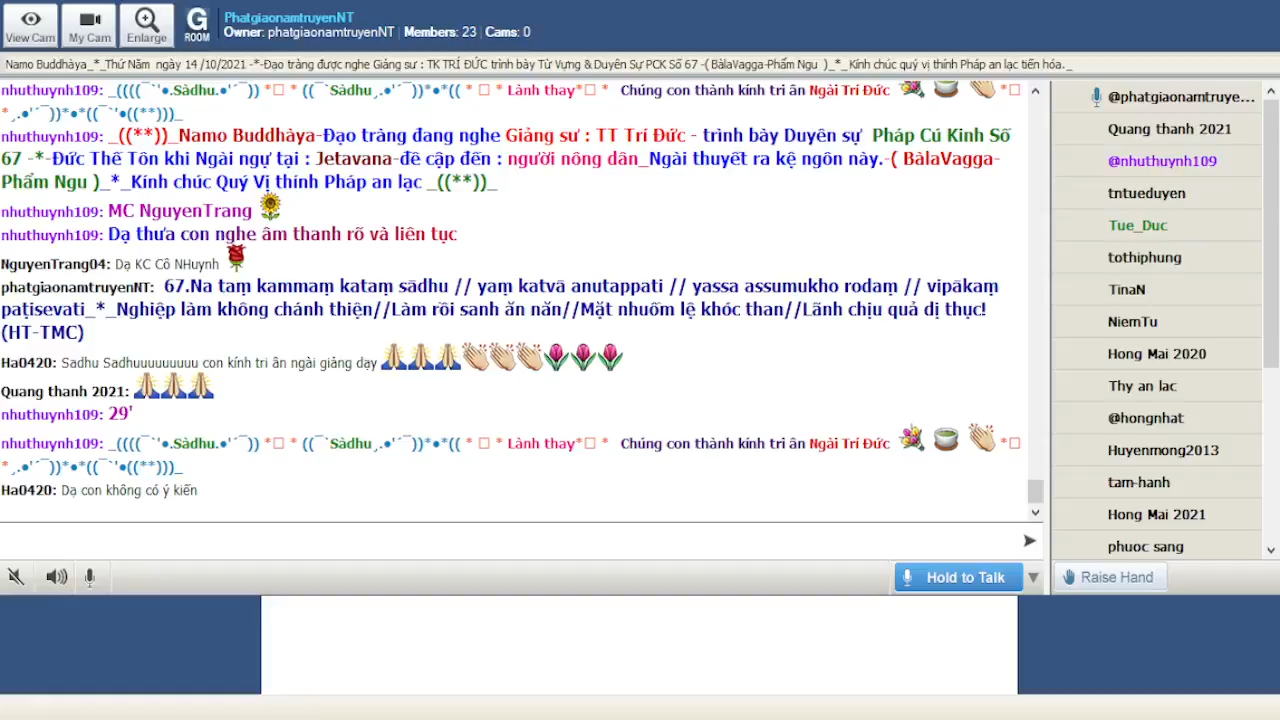 View Cam
My Cam
Enlarge
G
ROOM
PhatgiaonamtruyenNT
Owner: phatgiaonamtruyenNT | Members: 23 | Cams: 0
Namo Buddhàya_*_Thứ Năm ngày 14 /10/2021 -*-Đạo tràng được nghe Giảng sư : TK TRÍ ĐỨC trình bày Từ Vựng & Duyên Sự PCK Số 67 -( BàlaVagga-Phẩm Ngu )_*_ Kính chúc quý vị thính Pháp an lạc tiến hóa._
nhuthuynh109: _((((¯`'•.Sàdhu.•'´¯)) *□ * ((¯`Sàdhu¸.•'´¯))*•*(( * □ * Lành thay*□ * Chúng con thành kính tri ân Ngài Trí Đức 💐 🍵 👏 *□
*¸.•'´¯))*•*((¯`'•((**)))_
nhuthuynh109: _((**))_Namo Buddhàya-Đạo tràng đang nghe Giảng sư : TT Trí Đức - trình bày Duyên sự Pháp Cú Kinh Số
67 -*-Đức Thế Tôn khi Ngài ngự tại : Jetavana-đề cập đến : người nông dân_Ngài thuyết ra kệ ngôn này.-( BàlaVagga-
Phẩm Ngu )_*_Kính chúc Quý Vị thính Pháp an lạc _((**))_
nhuthuynh109: MC NguyenTrang 🌻
nhuthuynh109: Dạ thưa con nghe âm thanh rõ và liên tục
NguyenTrang04: Dạ KC Cô NHuynh 🌹
phatgiaonamtruyenNT: 67.Na taṃ kammaṃ kataṃ sādhu // yaṃ katvā anutappati // yassa assumukho rodaṃ // vipākaṃ
paṭisevati_*_Nghiệp làm không chánh thiện//Làm rồi sanh ăn năn//Mặt nhuốm lệ khóc than//Lãnh chịu quả dị thục!
(HT-TMC)
Ha0420: Sadhu Sadhuuuuuuuuu con kính tri ân ngài giảng dạy 🙏🙏🙏👏👏👏🌷🌷🌷
Quang thanh 2021: 🙏🙏🙏
nhuthuynh109: 29'
nhuthuynh109: _((((¯`'•.Sàdhu.•'´¯)) *□ * ((¯`Sàdhu¸.•'´¯))*•*(( * □ * Lành thay*□ * Chúng con thành kính tri ân Ngài Trí Đức 💐 🍵 👏 *□
*¸.•'´¯))*•*((¯`'•((**)))_
Ha0420: Dạ con không có ý kiến
@phatgiaonamtruye...
Quang thanh 2021
@nhuthuynh109
tntueduyen
Tue_Duc
tothiphung
TinaN
NiemTu
Hong Mai 2020
Thy an lac
@hongnhat
Huyenmong2013
tam-hanh
Hong Mai 2021
phuoc sang
Hold to Talk
Raise Hand